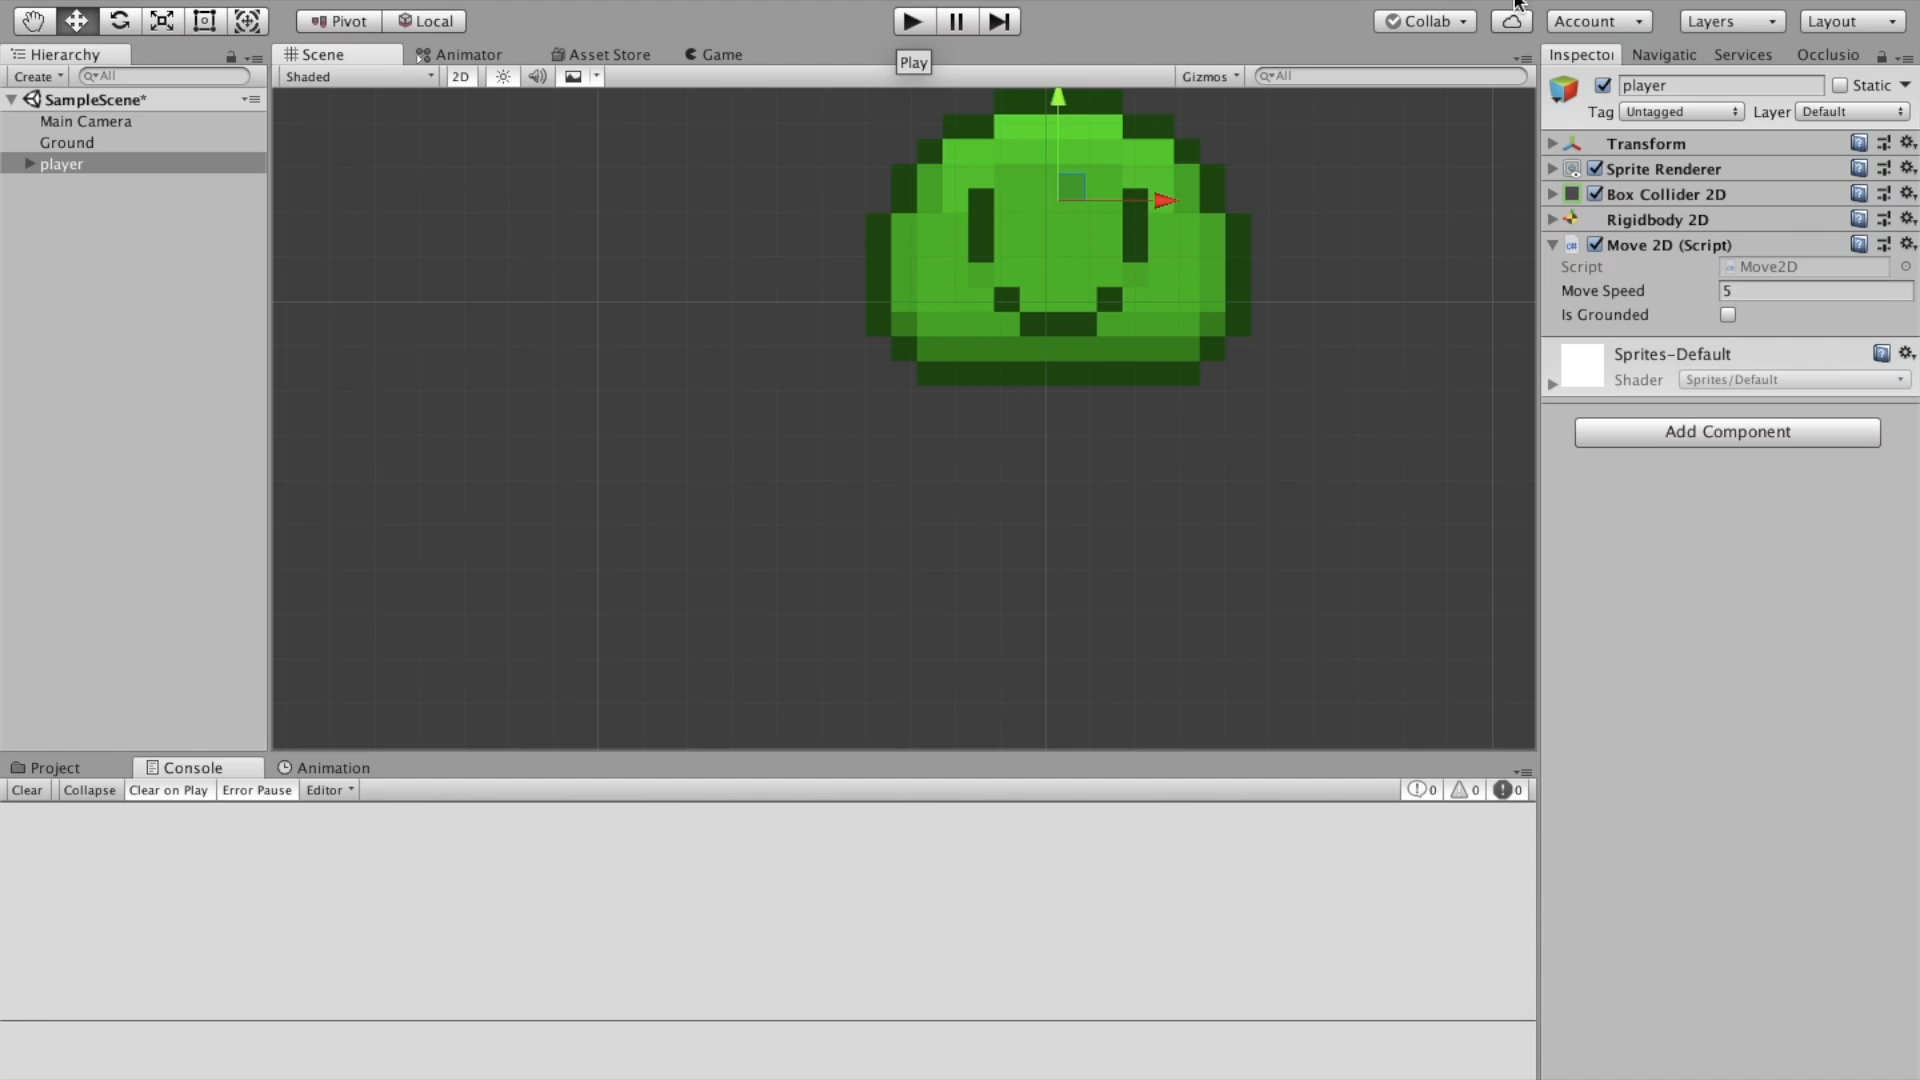 Pivot Local Collab Account Layers Layout
Hierarchy Scene Animator Asset Store Game Inspector Navigatic Services Occlusio
Create All Shaded 2D Play Gizmos All
SampleScene*
Main Camera
Ground
player
player Static
Tag Untagged Layer Default
Transform
Sprite Renderer
Box Collider 2D
Rigidbody 2D
Move 2D (Script)
Script Move2D
Move Speed 5
Is Grounded
Sprites-Default
Shader Sprites/Default
Add Component
Project Console Animation
Clear Collapse Clear on Play Error Pause Editor 0 0 0